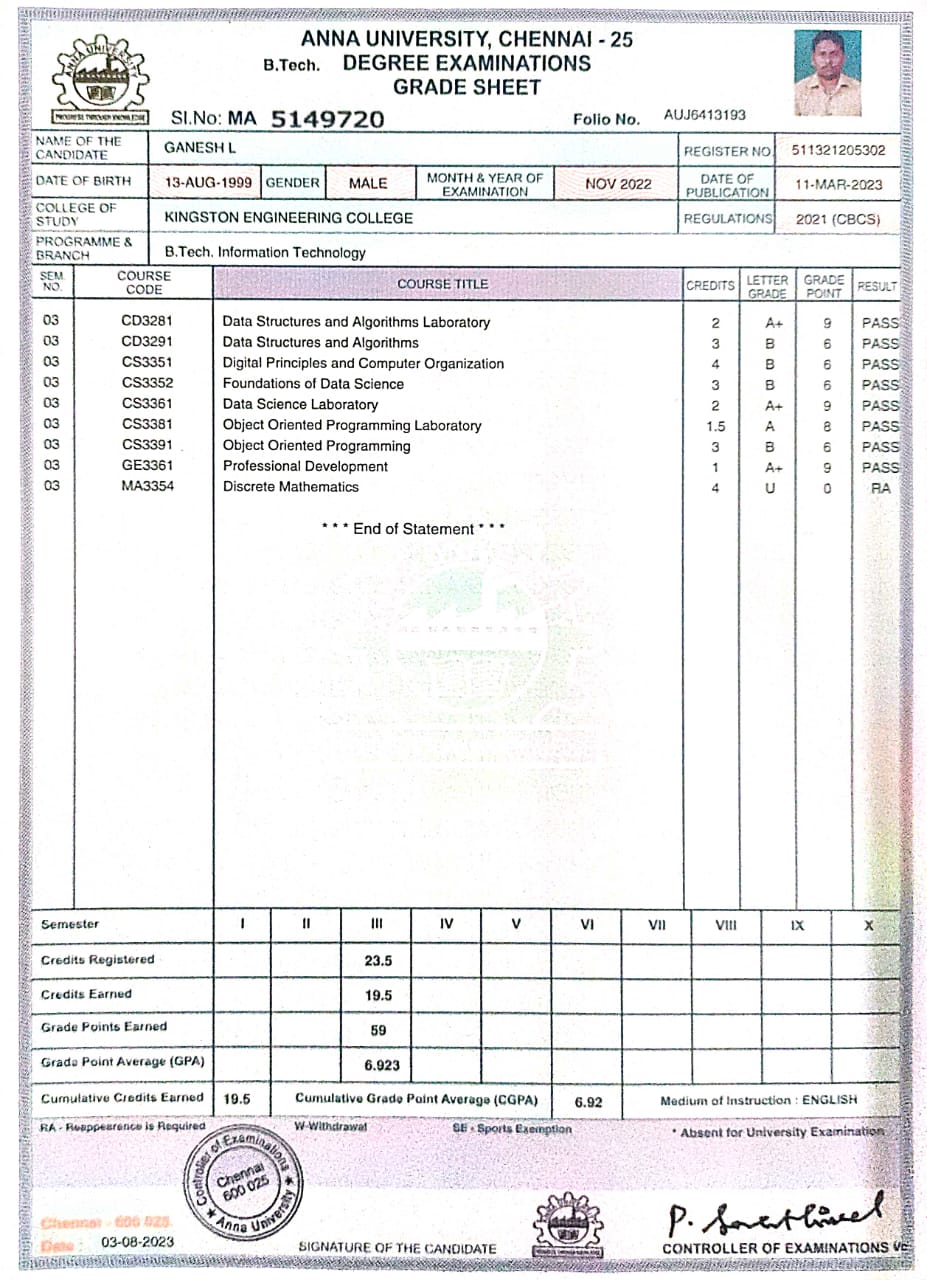 ANNA UNIVERSITY, CHENNAI - 25
B.Tech. DEGREE EXAMINATIONS
GRADE SHEET
ANNA UNIVERSITY
PROGRESS THROUGH KNOWLEDGE
Sl.No: MA 5149720 Folio No. AUJ6413193
NAME OF THE CANDIDATE GANESH L REGISTER NO. 511321205302
DATE OF BIRTH 13-AUG-1999 GENDER MALE MONTH & YEAR OF EXAMINATION NOV 2022 DATE OF PUBLICATION 11-MAR-2023
COLLEGE OF STUDY KINGSTON ENGINEERING COLLEGE REGULATIONS 2021 (CBCS)
PROGRAMME & BRANCH B.Tech. Information Technology
SEM. NO. COURSE CODE COURSE TITLE CREDITS LETTER GRADE GRADE POINT RESULT
03 CD3281 Data Structures and Algorithms Laboratory 2 A+ 9 PASS
03 CD3291 Data Structures and Algorithms 3 B 6 PASS
03 CS3351 Digital Principles and Computer Organization 4 B 6 PASS
03 CS3352 Foundations of Data Science 3 B 6 PASS
03 CS3361 Data Science Laboratory 2 A+ 9 PASS
03 CS3381 Object Oriented Programming Laboratory 1.5 A 8 PASS
03 CS3391 Object Oriented Programming 3 B 6 PASS
03 GE3361 Professional Development 1 A+ 9 PASS
03 MA3354 Discrete Mathematics 4 U 0 RA
* * * End of Statement * * *
Semester I II III IV V VI VII VIII IX X
Credits Registered 23.5
Credits Earned 19.5
Grade Points Earned 59
Grade Point Average (GPA) 6.923
Cumulative Credits Earned 19.5 Cumulative Grade Point Average (CGPA) 6.92 Medium of Instruction : ENGLISH
RA - Reappearence is Required W-Withdrawal SE - Sports Exemption * Absent for University Examination
Controller of Examinations
Chennai
600 025
★ Anna University ★
Chennai - 600 025.
Date : 03-08-2023
SIGNATURE OF THE CANDIDATE
CONTROLLER OF EXAMINATIONS